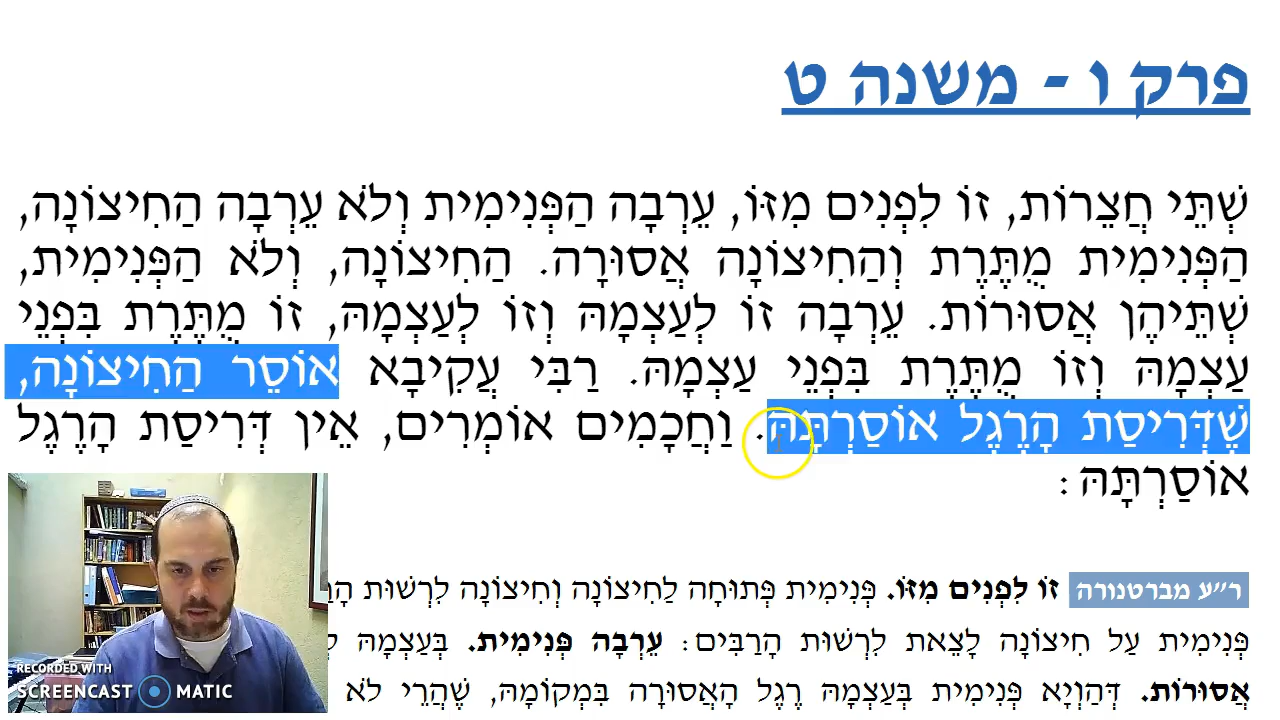 פרק ו - משנה ט
שְׁתֵּי חֲצֵרוֹת, זוֹ לִפְנִים מִזּוֹ, עֵרְבָה הַפְּנִימִית וְלֹא עֵרְבָה הַחִיצוֹנָה,
הַפְּנִימִית מֻתֶּרֶת וְהַחִיצוֹנָה אֲסוּרָה. הַחִיצוֹנָה, וְלֹא הַפְּנִימִית,
שְׁתֵּיהֶן אֲסוּרוֹת. עֵרְבָה זוֹ לְעַצְמָהּ וְזוֹ לְעַצְמָהּ, זוֹ מֻתֶּרֶת בִּפְנֵי
עַצְמָהּ וְזוֹ מֻתֶּרֶת בִּפְנֵי עַצְמָהּ. רַבִּי עֲקִיבָא אוֹסֵר הַחִיצוֹנָה,
שֶׁדְּרִיסַת הָרֶגֶל אוֹסַרְתָּהּ. וַחֲכָמִים אוֹמְרִים, אֵין דְּרִיסַת הָרֶגֶל
אוֹסַרְתָּהּ:
ר״ע מברטנורה זוֹ לִפְנִים מִזּוֹ. פְּנִימִית פְּתוּחָה לַחִיצוֹנָה וְחִיצוֹנָה לִרְשׁוּת
פְּנִימִית עַל חִיצוֹנָה לָצֵאת לִרְשׁוּת הָרַבִּים: עֵרְבָה פְּנִימִית. בְּעַצְמָהּ
אֲסוּרוֹת. דְּהַוְיָא פְּנִימִית בְּעַצְמָהּ רֶגֶל הָאֲסוּרָה בִּמְקוֹמָהּ, שֶׁהֲרֵי לֹא
RECORDED WITH
SCREENCAST MATIC